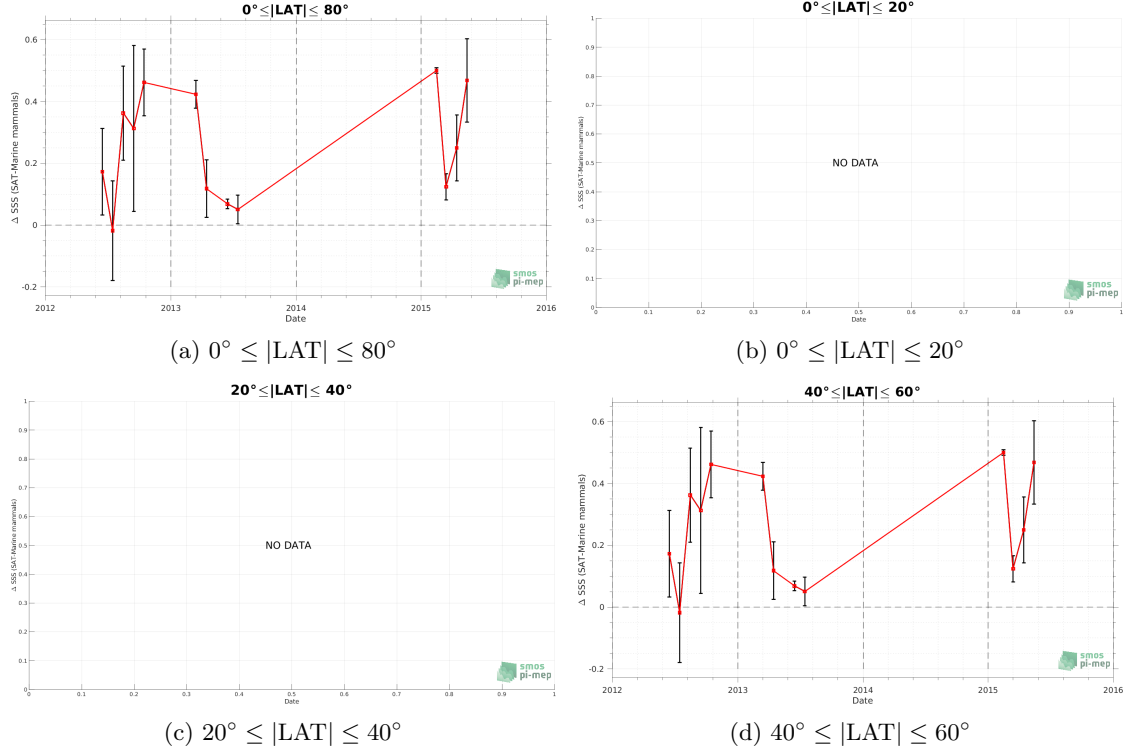 0°≤|LAT|≤ 80°
Δ SSS (SAT-Marine mammals)
0.6
0.4
0.2
0
-0.2
2012 2013 2014 2015 2016
Date
smos
pi-mep
(a) 0° ≤ |LAT| ≤ 80°
0°≤|LAT|≤ 20°
Δ SSS (SAT-Marine mammals)
1
0.9
0.8
0.7
0.6
0.5
0.4
0.3
0.2
0.1
0
NO DATA
0 0.1 0.2 0.3 0.4 0.5 0.6 0.7 0.8 0.9 1
Date
smos
pi-mep
(b) 0° ≤ |LAT| ≤ 20°
20°≤|LAT|≤ 40°
Δ SSS (SAT-Marine mammals)
1
0.9
0.8
0.7
0.6
0.5
0.4
0.3
0.2
0.1
0
NO DATA
0 0.1 0.2 0.3 0.4 0.5 0.6 0.7 0.8 0.9 1
Date
smos
pi-mep
(c) 20° ≤ |LAT| ≤ 40°
40°≤|LAT|≤ 60°
Δ SSS (SAT-Marine mammals)
0.6
0.4
0.2
0
-0.2
2012 2013 2014 2015 2016
Date
smos
pi-mep
(d) 40° ≤ |LAT| ≤ 60°